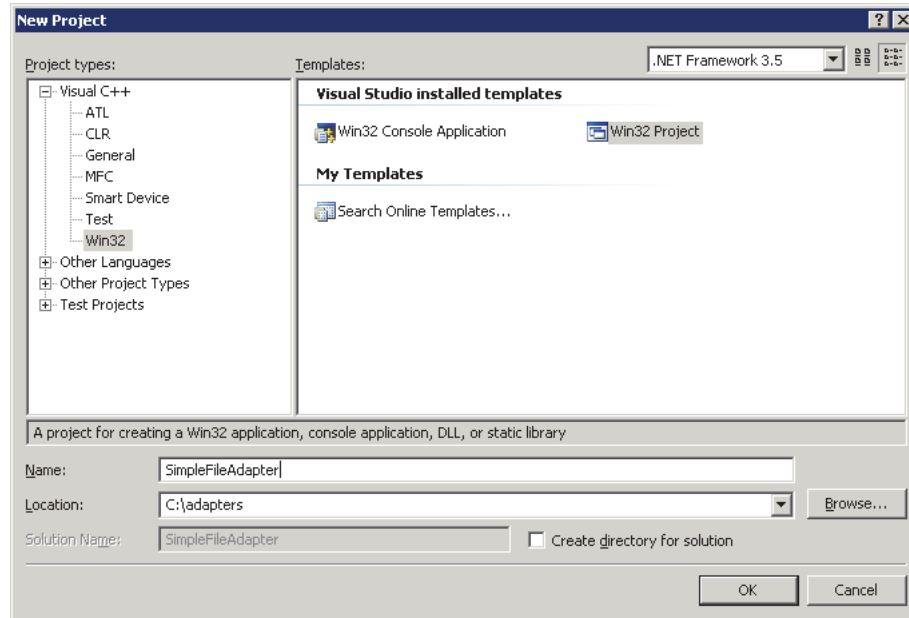 New Project
Project types:
Templates:
.NET Framework 3.5
Visual C++
ATL
CLR
General
MFC
Smart Device
Test
Win32
Other Languages
Other Project Types
Test Projects
Visual Studio installed templates
Win32 Console Application
Win32 Project
My Templates
Search Online Templates...
A project for creating a Win32 application, console application, DLL, or static library
Name:
SimpleFileAdapter
Location:
C:\adapters
Browse...
Solution Name:
SimpleFileAdapter
Create directory for solution
OK
Cancel